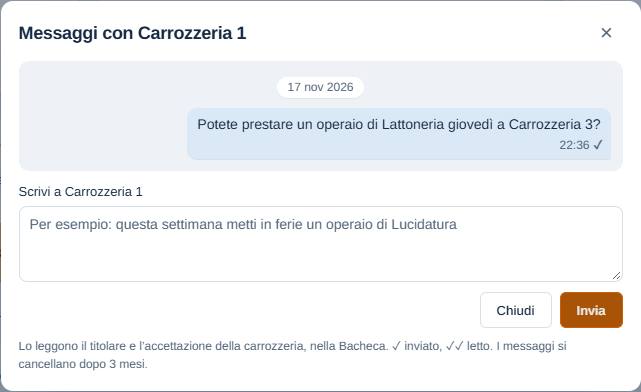 Messaggi con Carrozzeria 1
17 nov 2026
Potete prestare un operaio di Lattoneria giovedì a Carrozzeria 3?
22:36 ✓
Scrivi a Carrozzeria 1
Per esempio: questa settimana metti in ferie un operaio di Lucidatura
Chiudi
Invia
Lo leggono il titolare e l’accettazione della carrozzeria, nella Bacheca. ✓ inviato, ✓✓ letto. I messaggi si
cancellano dopo 3 mesi.